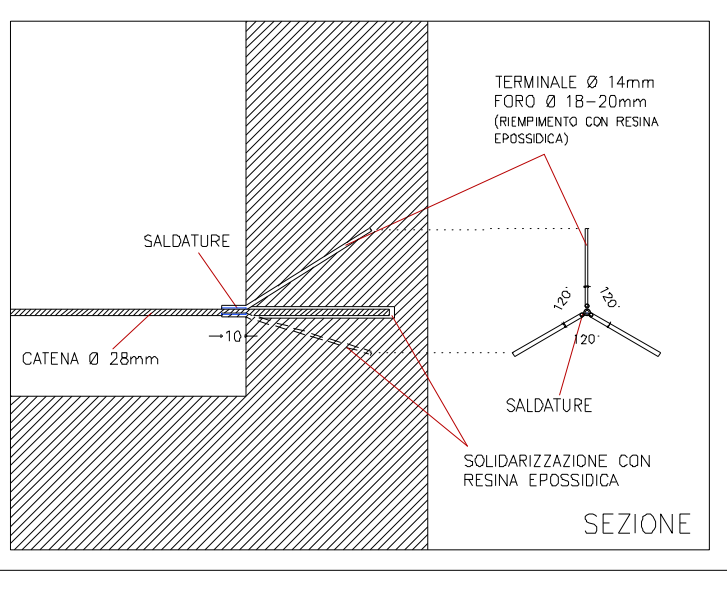 TERMINALE Ø 14mm
FORO Ø 18-20mm
(RIEMPIMENTO CON RESINA
EPOSSIDICA)
SALDATURE
120°
120°
120°
10
CATENA Ø 28mm
SALDATURE
SOLIDARIZZAZIONE CON
RESINA EPOSSIDICA
SEZIONE